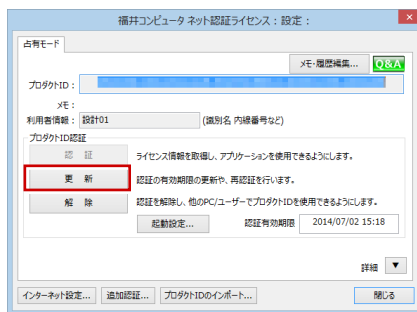 福井コンピュータ ネット認証ライセンス：設定：
占有モード
メモ・履歴編集... Q&A
プロダクトID：
メモ：
利用者情報： 設計01 (識別名 内線番号など)
プロダクトID認証
認 証 ライセンス情報を取得し、アプリケーションを使用できるようにします。
更 新 認証の有効期限の更新や、再認証を行います。
解 除 認証を解除し、他のPC/ユーザーでプロダクトIDを使用できるようにします。
起動設定... 認証有効期限 2014/07/02 15:18
詳細 ▼
インターネット設定... 追加認証... プロダクトIDのインポート... 閉じる